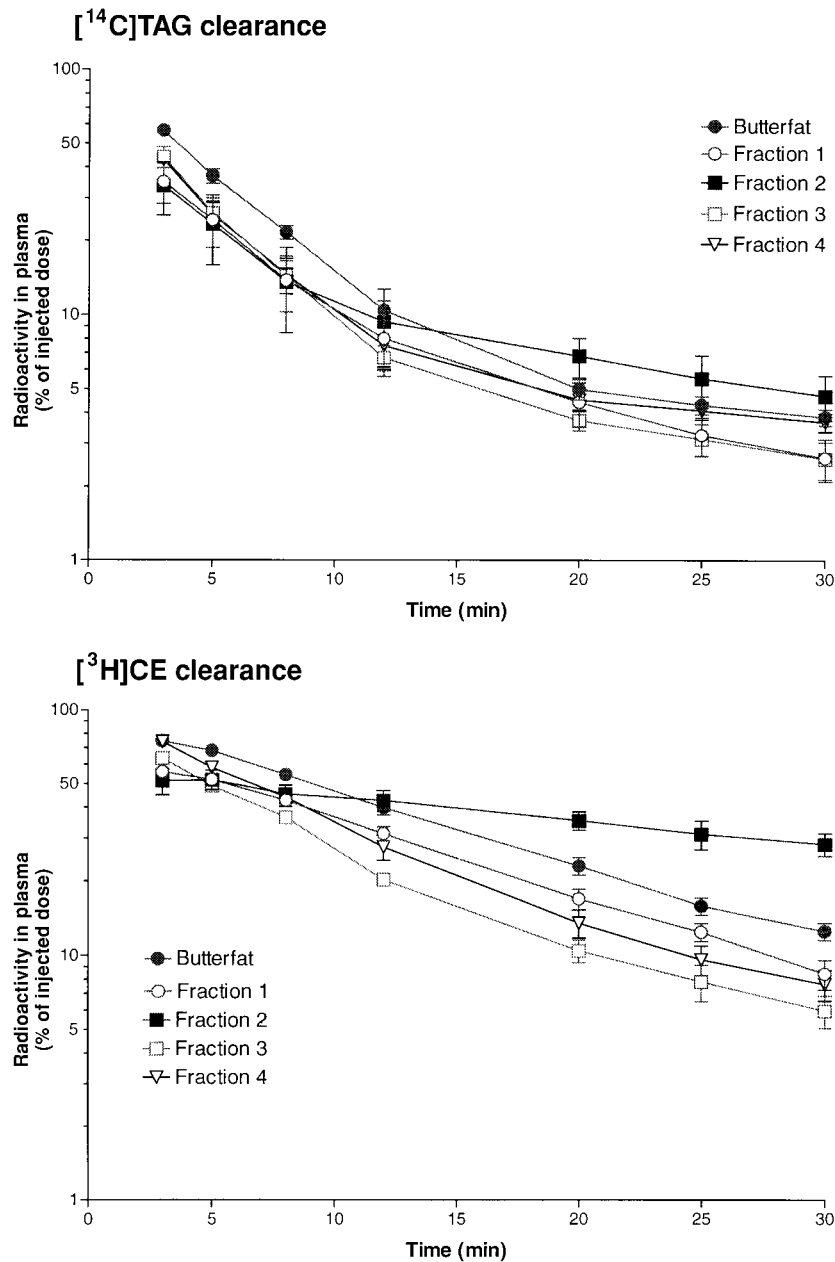 [14C]TAG clearance
100
50
10
5
1
Radioactivity in plasma
(% of injected dose)
Butterfat
Fraction 1
Fraction 2
Fraction 3
Fraction 4
0 5 10 15 20 25 30
Time (min)
[3H]CE clearance
100
50
10
5
1
Radioactivity in plasma
(% of injected dose)
Butterfat
Fraction 1
Fraction 2
Fraction 3
Fraction 4
0 5 10 15 20 25 30
Time (min)